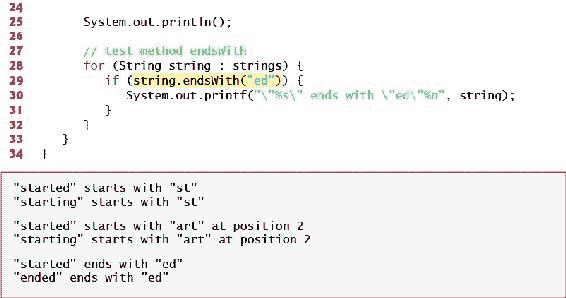 24
25 System.out.println();
26
27 // test method endsWith
28 for (String string : strings) {
29 if (string.endsWith("ed")) {
30 System.out.printf("\"%s\" ends with \"ed\"%n", string);
31 }
32 }
33 }
34 }
"started" starts with "st"
"starting" starts with "st"
"started" starts with "art" at position 2
"starting" starts with "art" at position 2
"started" ends with "ed"
"ended" ends with "ed"